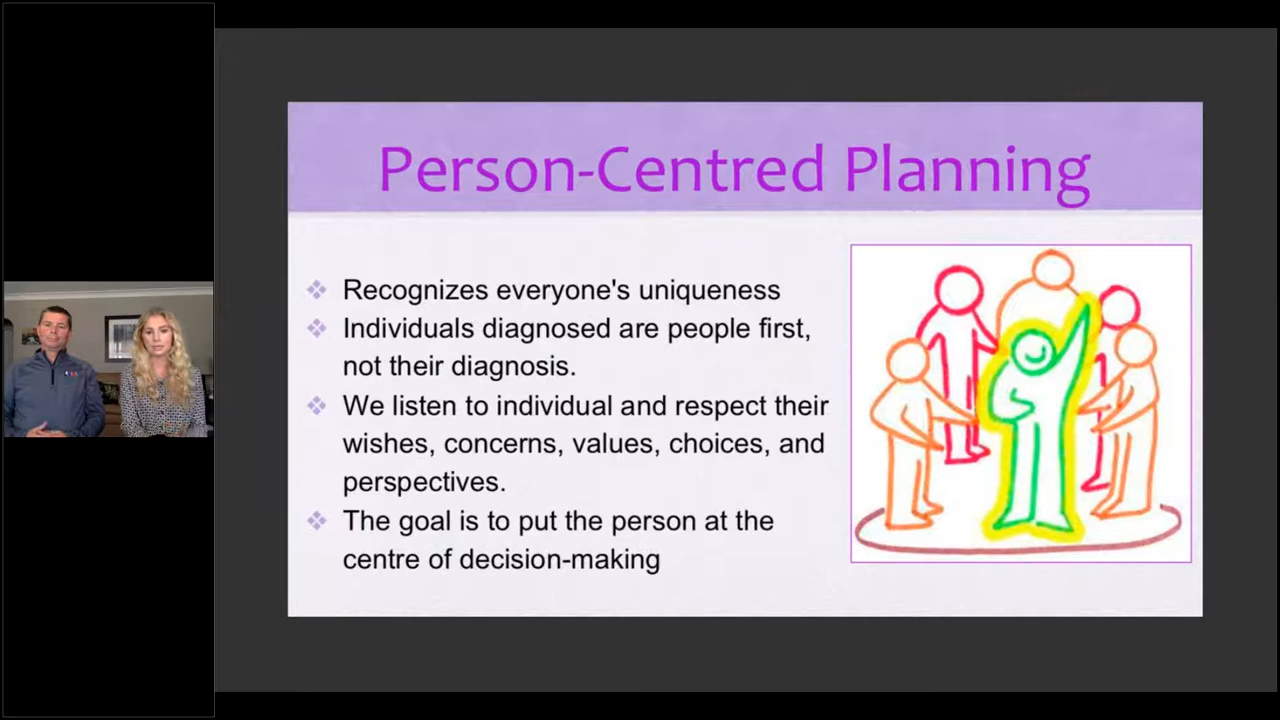 Person-Centred Planning
Recognizes everyone's uniqueness
Individuals diagnosed are people first,
not their diagnosis.
We listen to individual and respect their
wishes, concerns, values, choices, and
perspectives.
The goal is to put the person at the
centre of decision-making